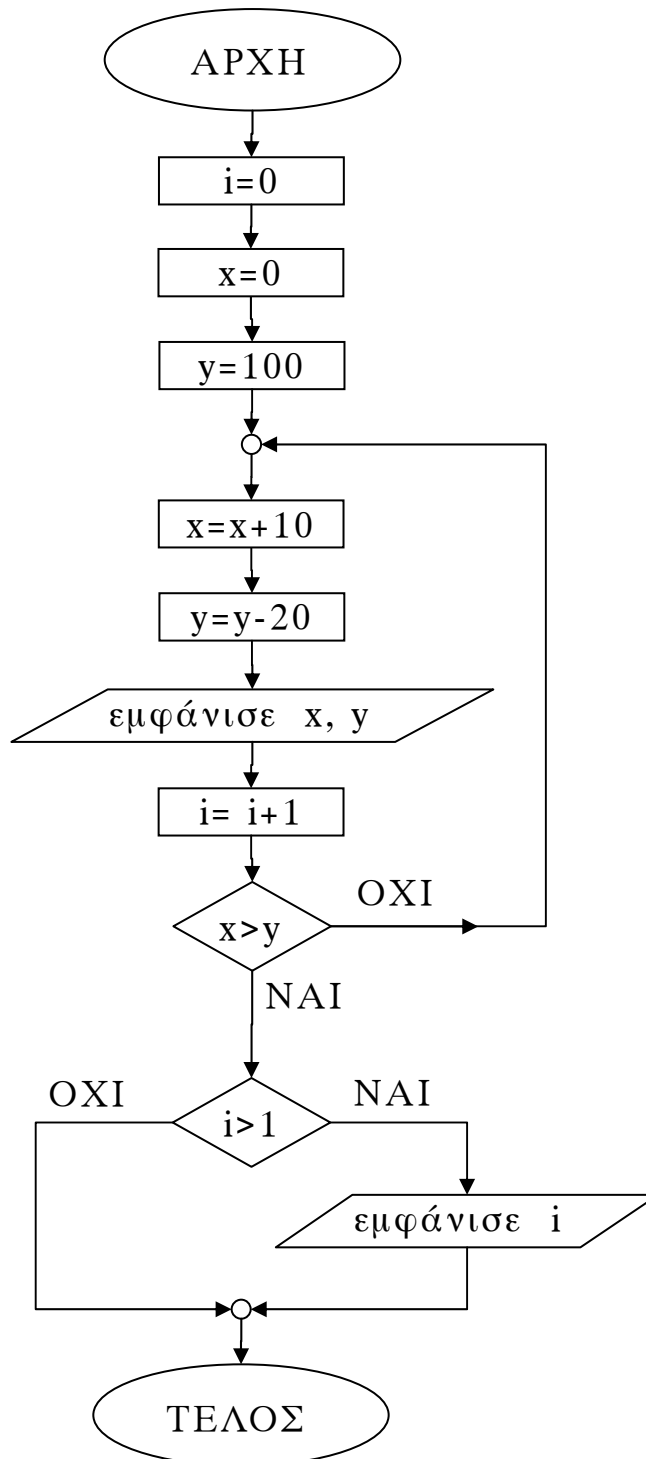 ΑΡΧΗ
i=0
x=0
y=100
x=x+10
y=y-20
εμφάνισε x, y
i= i+1
ΟΧΙ
x>y
ΝΑΙ
ΟΧΙ
ΝΑΙ
i>1
εμφάνισε i
ΤΕΛΟΣ